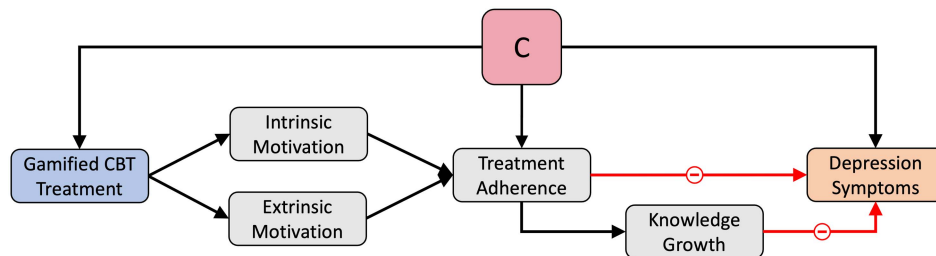 C
Gamified CBT
Treatment
Intrinsic
Motivation
Extrinsic
Motivation
Treatment
Adherence
Knowledge
Growth
Depression
Symptoms